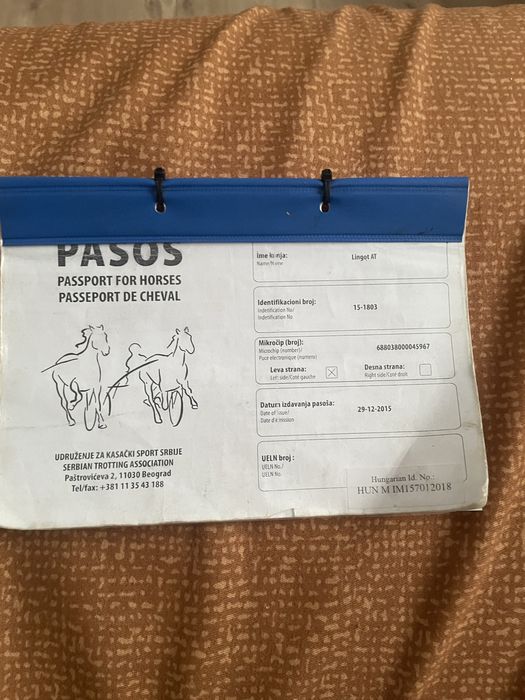 PASOŠ
PASSPORT FOR HORSES
PASSEPORT DE CHEVAL
UDRUŽENJE ZA KASAČKI SPORT SRBIJE
SERBIAN TROTTING ASSOCIATION
Paštrovićeva 2, 11030 Beograd
Tel/fax: +381 11 35 43 188
Ime konja: Lingot AT
Name/Nome
Identifikacioni broj: 15-1803
Indentification No/
Indentification No
Mikročip (broj): 688038000045967
Microchip (number)/
Puce electronique (numero)
Leva strana: Desna strana:
Left side/Coté gauche Right side/Coté droit
Datum izdavanja pasoša: 29-12-2015
Date of issue/
Date d'emission
UELN broj :
UELN No./
UELN No.
Hungarian Id. No.:
HUN M IM157012018